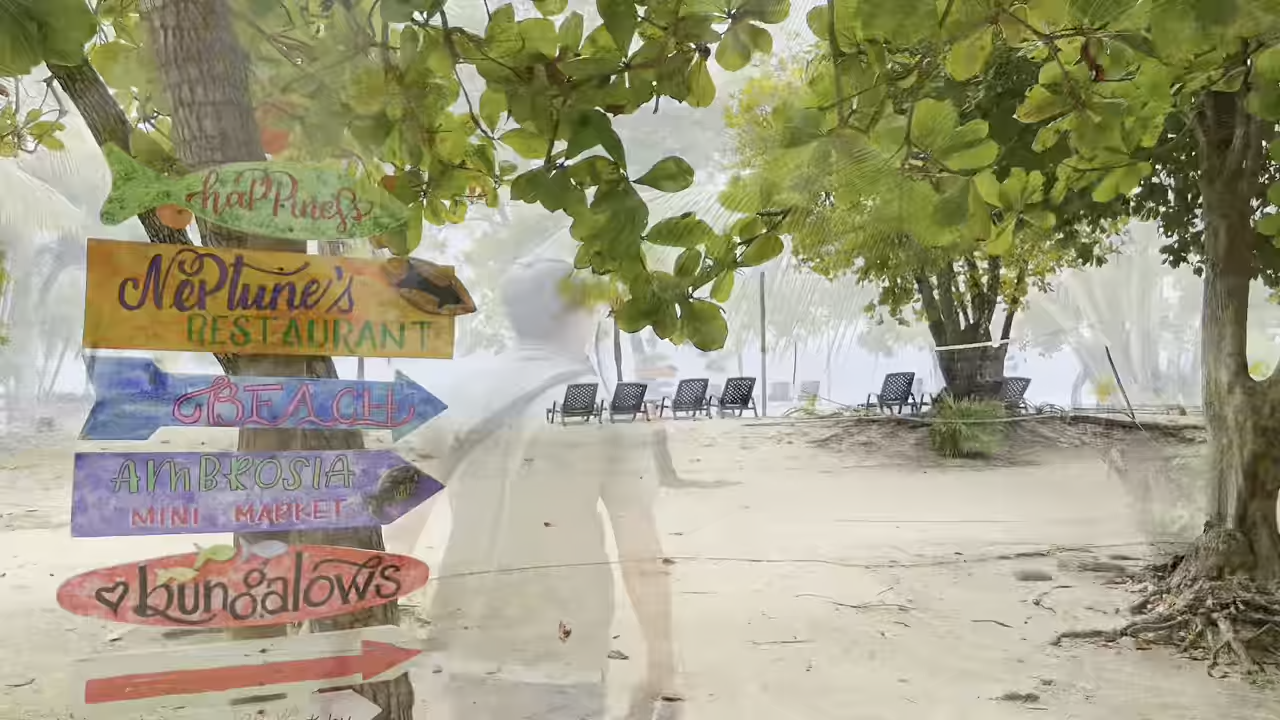 happiness
Neptune's
RESTAURANT
BEACH
AMBROSIA
MINI MARKET
bungalows